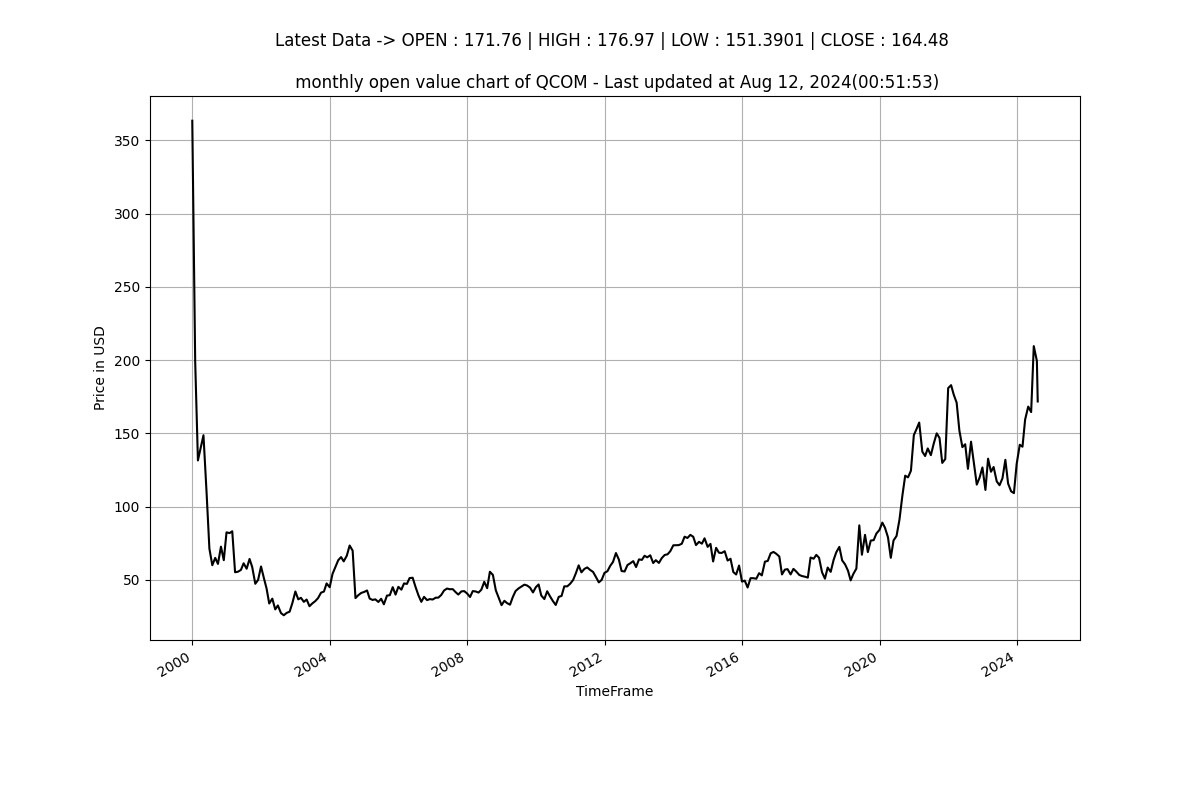 Latest Data -> OPEN : 171.76 | HIGH : 176.97 | LOW : 151.3901 | CLOSE : 164.48
monthly open value chart of QCOM - Last updated at Aug 12, 2024(00:51:53)
350
300
250
200
150
100
50
Price in USD
2000 2004 2008 2012 2016 2020 2024
TimeFrame